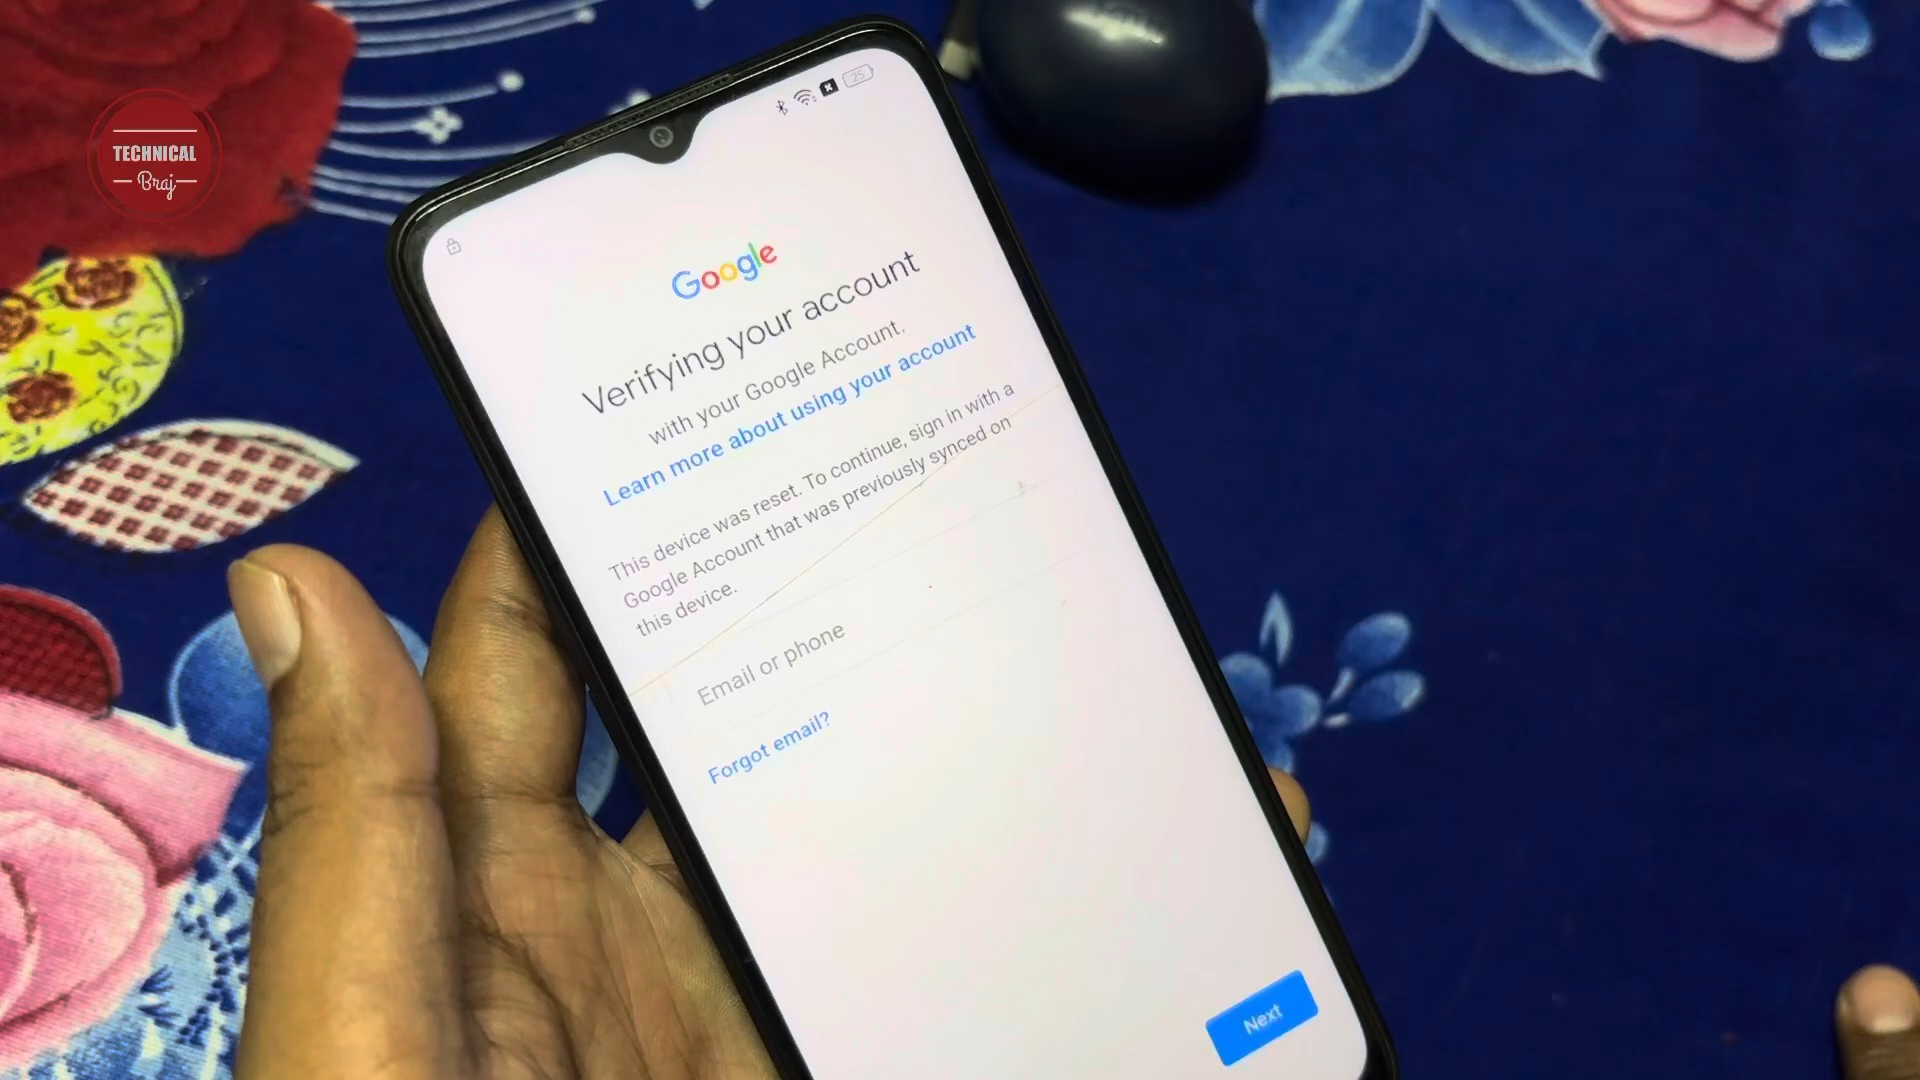 TECHNICAL
Braj
25
Google
Verifying your account
with your Google Account.
Learn more about using your account
This device was reset. To continue, sign in with a
Google Account that was previously synced on
this device.
Email or phone
Forgot email?
Next